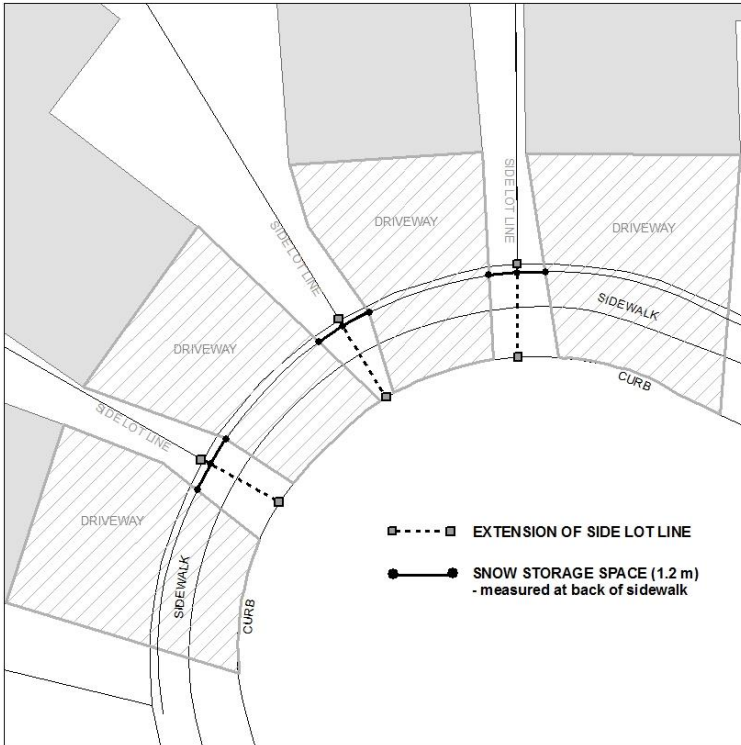 SIDE LOT LINE
DRIVEWAY
DRIVEWAY
SIDE LOT LINE
SIDEWALK
DRIVEWAY
CURB
SIDE LOT LINE
DRIVEWAY
SIDEWALK
CURB
EXTENSION OF SIDE LOT LINE
SNOW STORAGE SPACE (1.2 m)
- measured at back of sidewalk